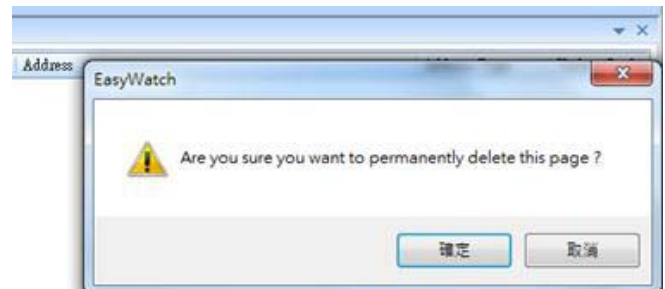 Address
EasyWatch
Are you sure you want to permanently delete this page ?
確定
取消